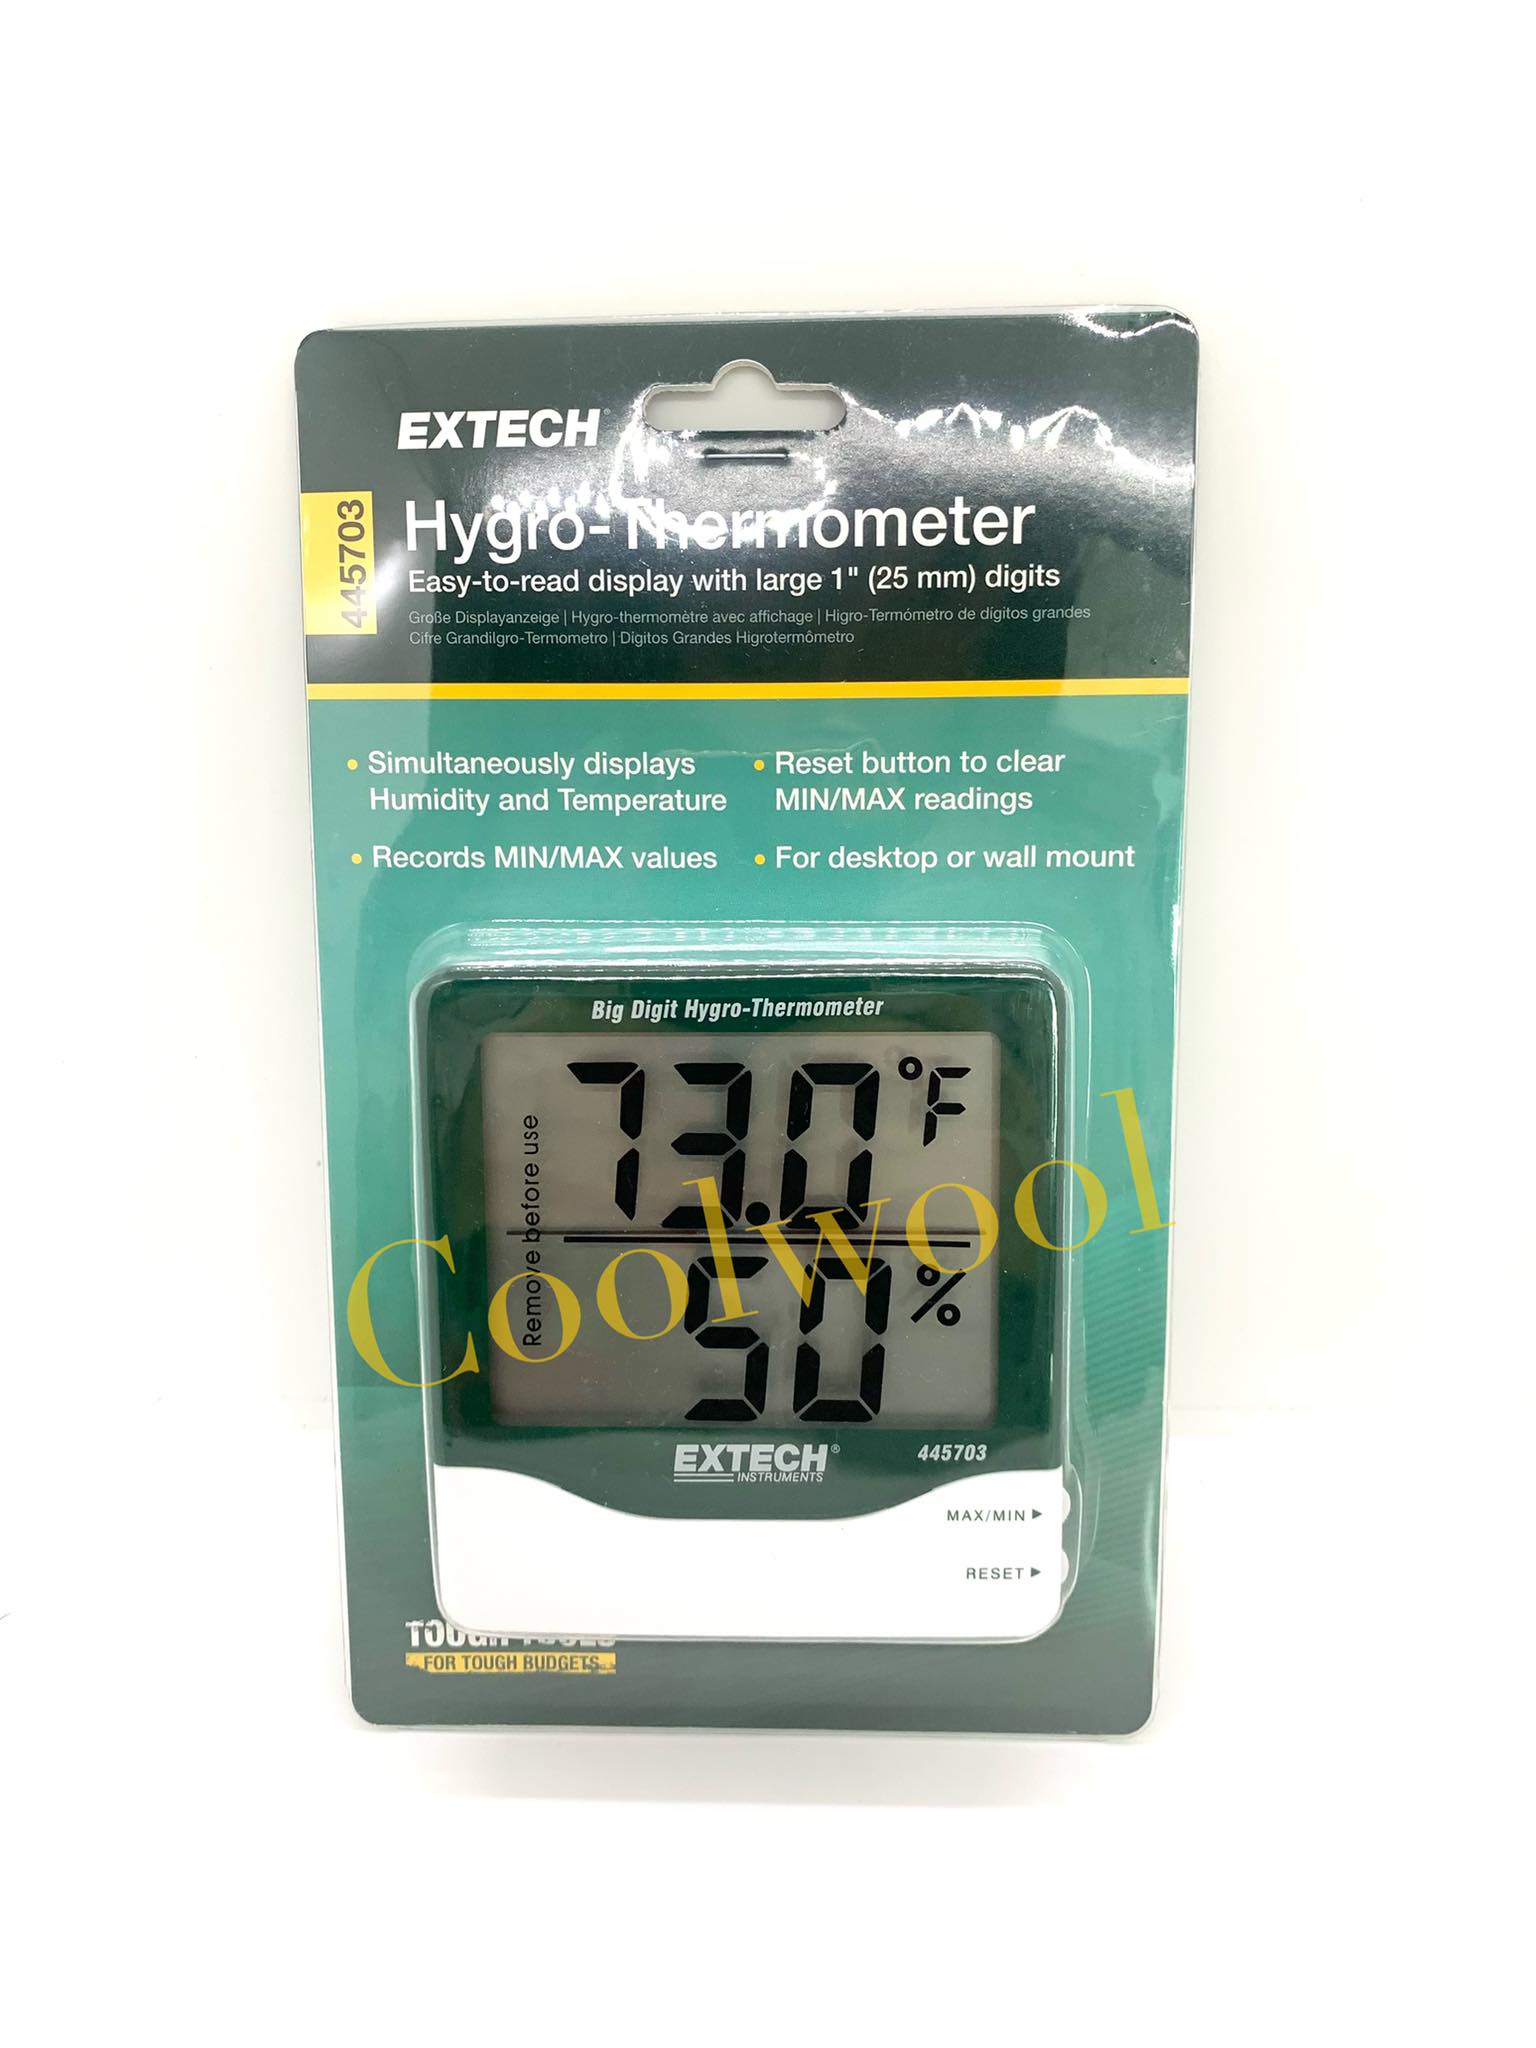 EXTECH®
445703
Hygro-Thermometer
Easy-to-read display with large 1" (25 mm) digits
Große Displayanzeige | Hygro-thermomètre avec affichage | Higro-Termómetro de dígitos grandes
Cifre Grandilgro-Termometro | Dígitos Grandes Higrotermômetro
• Simultaneously displays
Humidity and Temperature
• Records MIN/MAX values
• Reset button to clear
MIN/MAX readings
• For desktop or wall mount
Big Digit Hygro-Thermometer
73.0 °F
Remove before use
50 %
Coolwool
EXTECH®
INSTRUMENTS
445703
MAX/MIN ▶
RESET ▶
TOUGH TOOLS
FOR TOUGH BUDGETS